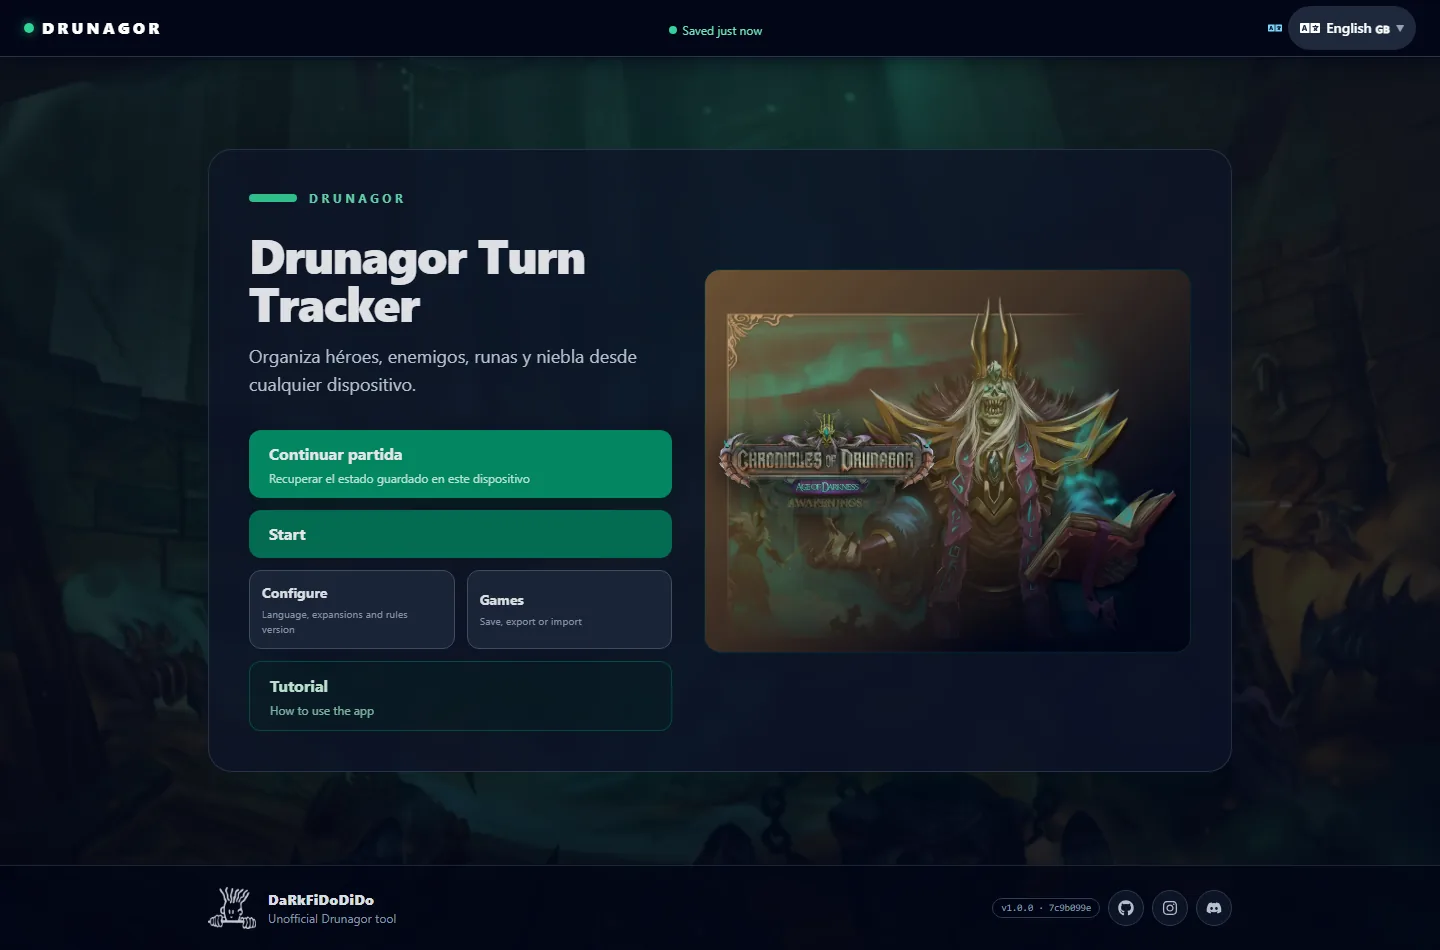 DRUNAGOR
Saved just now
English GB
DRUNAGOR
Drunagor Turn
Tracker
Organiza héroes, enemigos, runas y niebla desde
cualquier dispositivo.
Continuar partida
Recuperar el estado guardado en este dispositivo
Start
Configure
Language, expansions and rules
version
Games
Save, export or import
Tutorial
How to use the app
CHRONICLES OF DRUNAGOR
AGE OF DARKNESS
AWAKENINGS
DaRkFiDoDiDo
Unofficial Drunagor tool
v1.0.0 · 7c9b099e